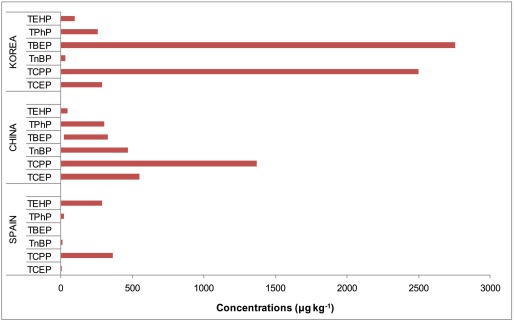 KOREA
TEHP
TPhP
TBEP
TnBP
TCPP
TCEP
CHINA
TEHP
TPhP
TBEP
TnBP
TCPP
TCEP
SPAIN
TEHP
TPhP
TBEP
TnBP
TCPP
TCEP
0 500 1000 1500 2000 2500 3000
Concentrations (µg kg⁻¹)